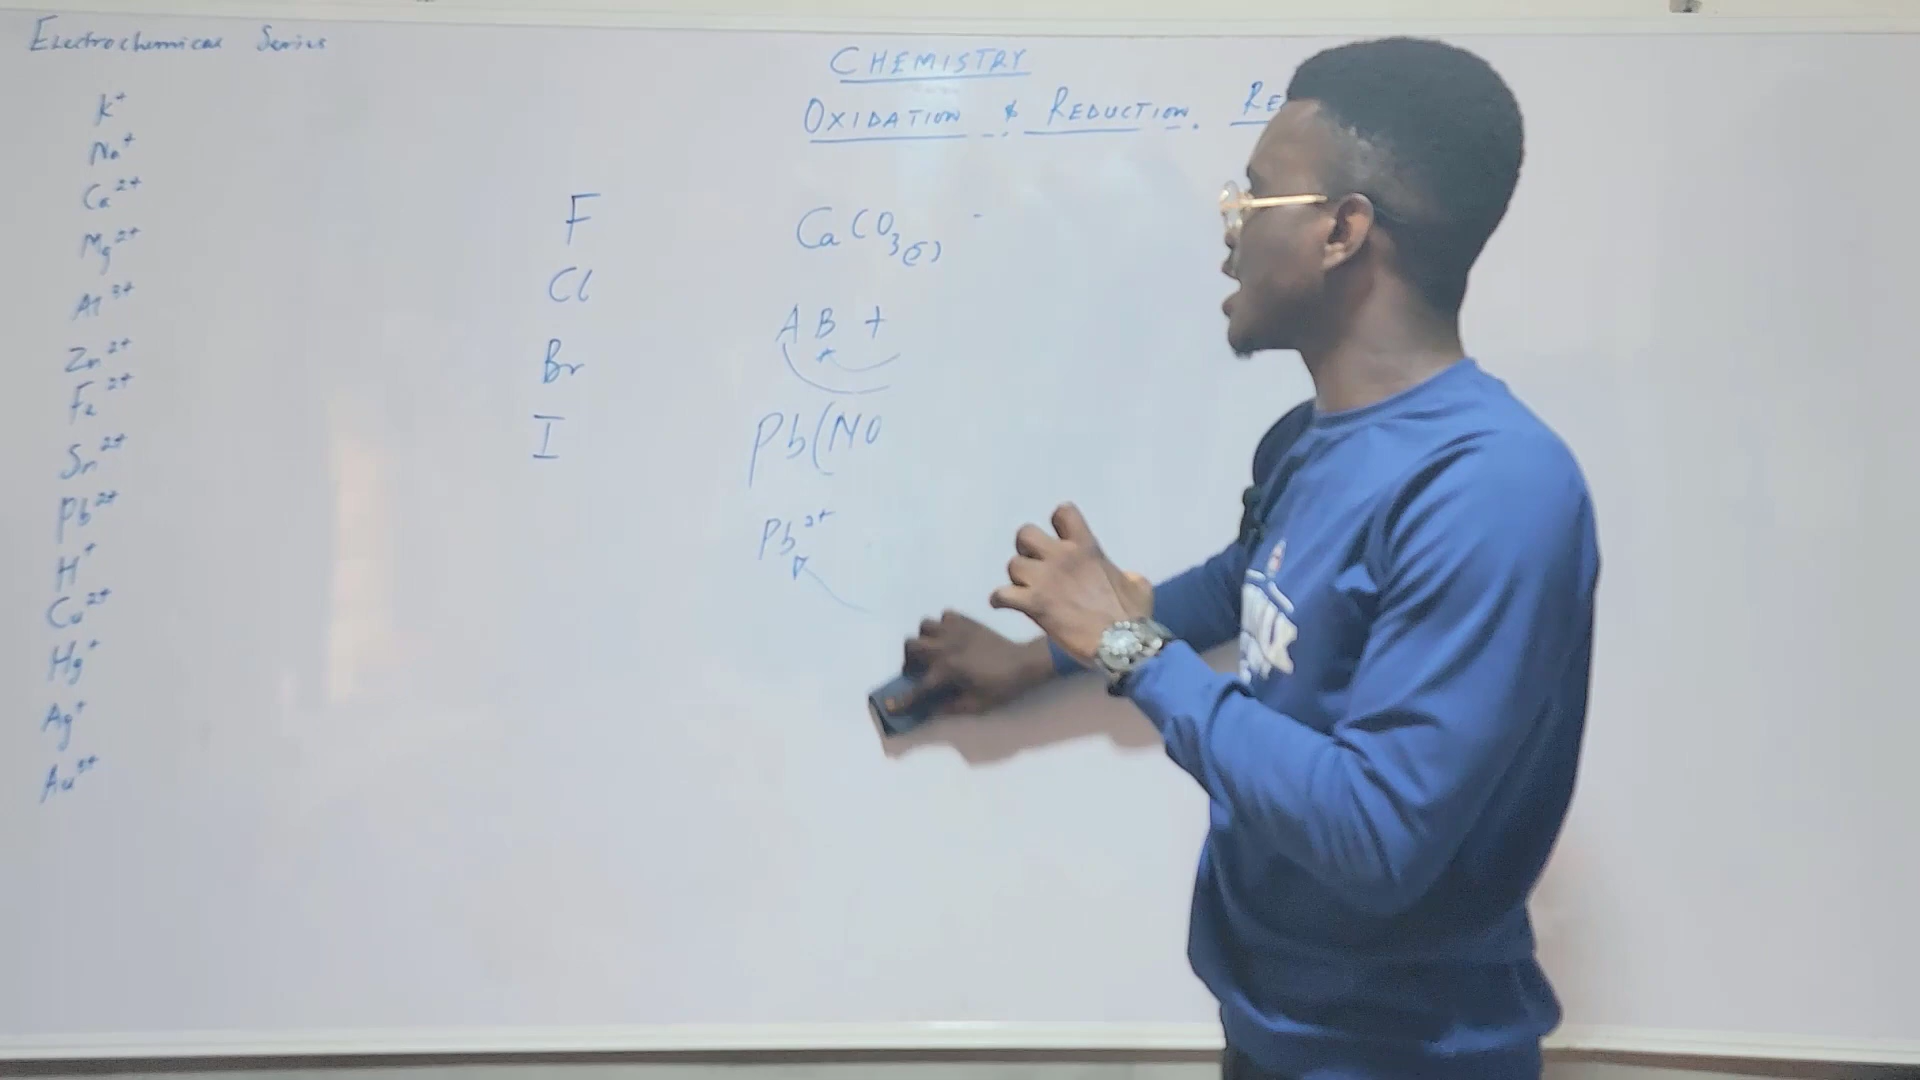 Electrochemical Series
K⁺
Na⁺
Ca²⁺
Mg²⁺
Al³⁺
Zn²⁺
Fe²⁺
Sn²⁺
Pb²⁺
H⁺
Cu²⁺
Hg⁺
Ag⁺
Au³⁺
F
Cl
Br
I
CHEMISTRY
OXIDATION & REDUCTION. RE
CaCO₃(s)
AB +
Pb(NO
Pb²⁺